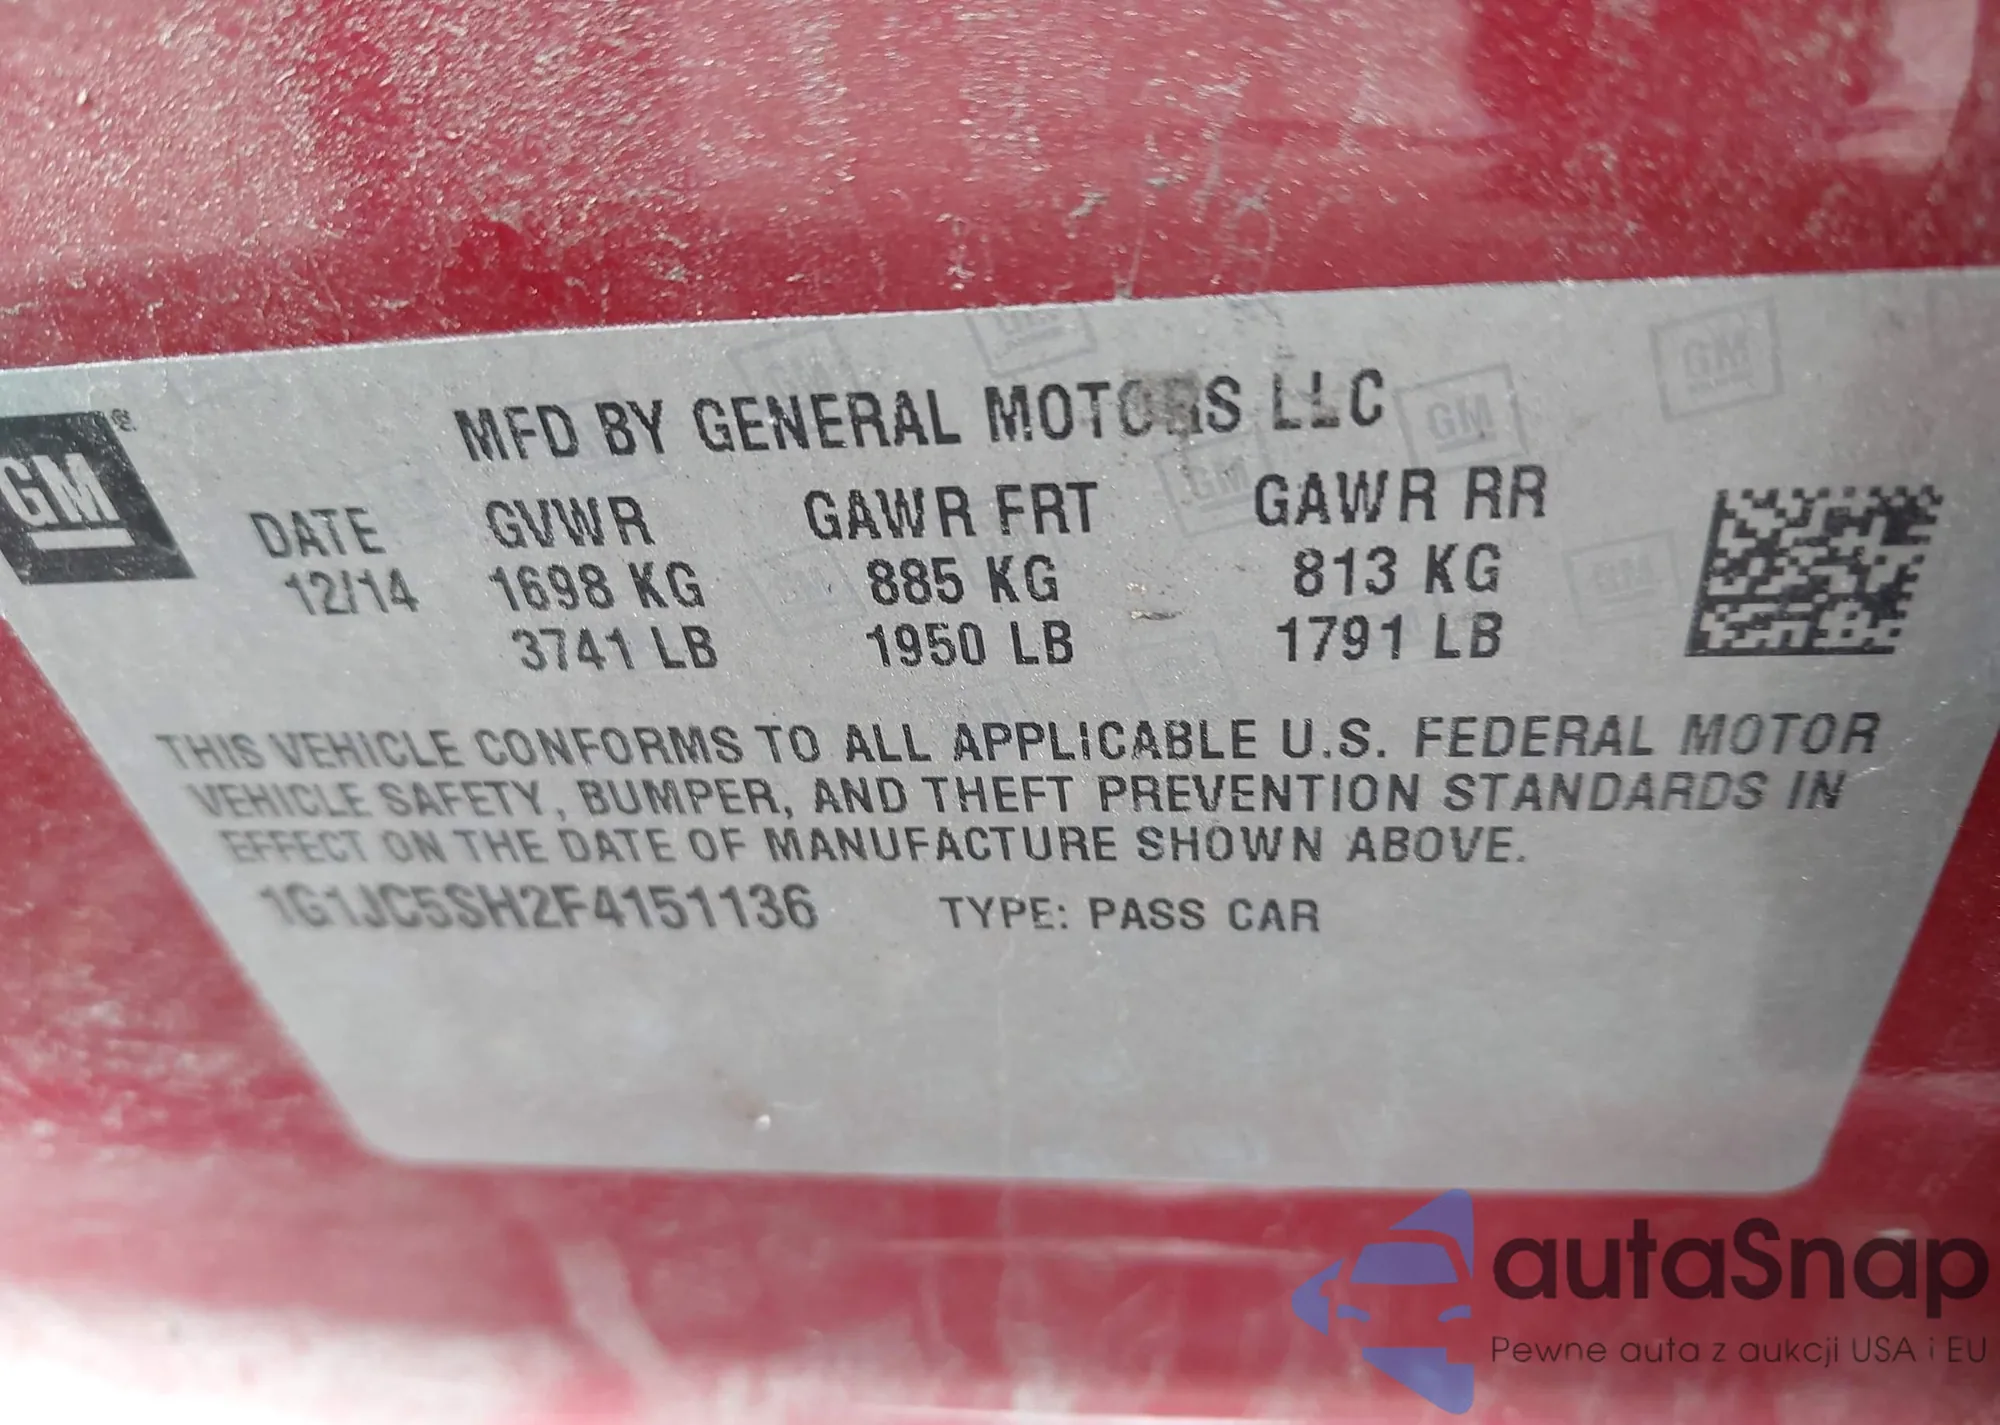 MFD BY GENERAL MOTORS LLC
GM®
DATE GVWR GAWR FRT GAWR RR
12/14 1698 KG 885 KG 813 KG
3741 LB 1950 LB 1791 LB
THIS VEHICLE CONFORMS TO ALL APPLICABLE U.S. FEDERAL MOTOR
VEHICLE SAFETY, BUMPER, AND THEFT PREVENTION STANDARDS IN
EFFECT ON THE DATE OF MANUFACTURE SHOWN ABOVE.
1G1JC5SH2F4151136 TYPE: PASS CAR
autaSnap
Pewne auta z aukcji USA i EU